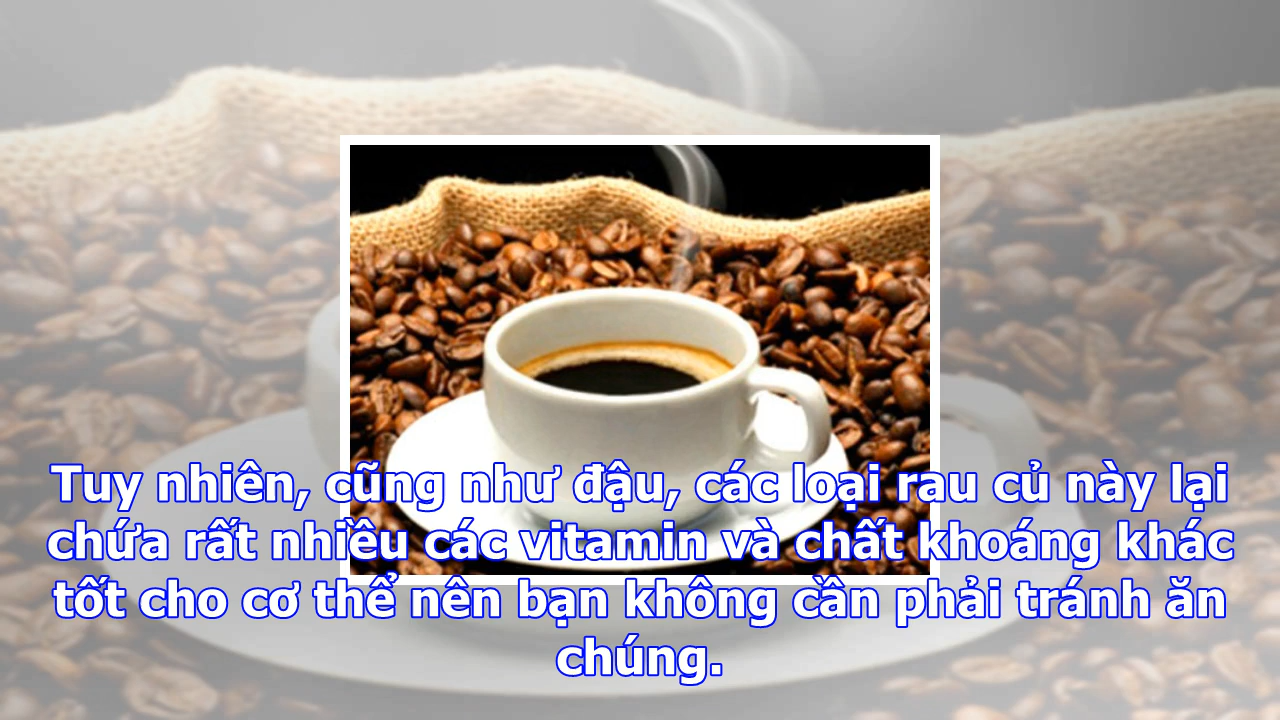 Tuy nhiên, cũng như đậu, các loại rau củ này lại
chứa rất nhiều các vitamin và chất khoáng khác
tốt cho cơ thể nên bạn không cần phải tránh ăn
chúng.